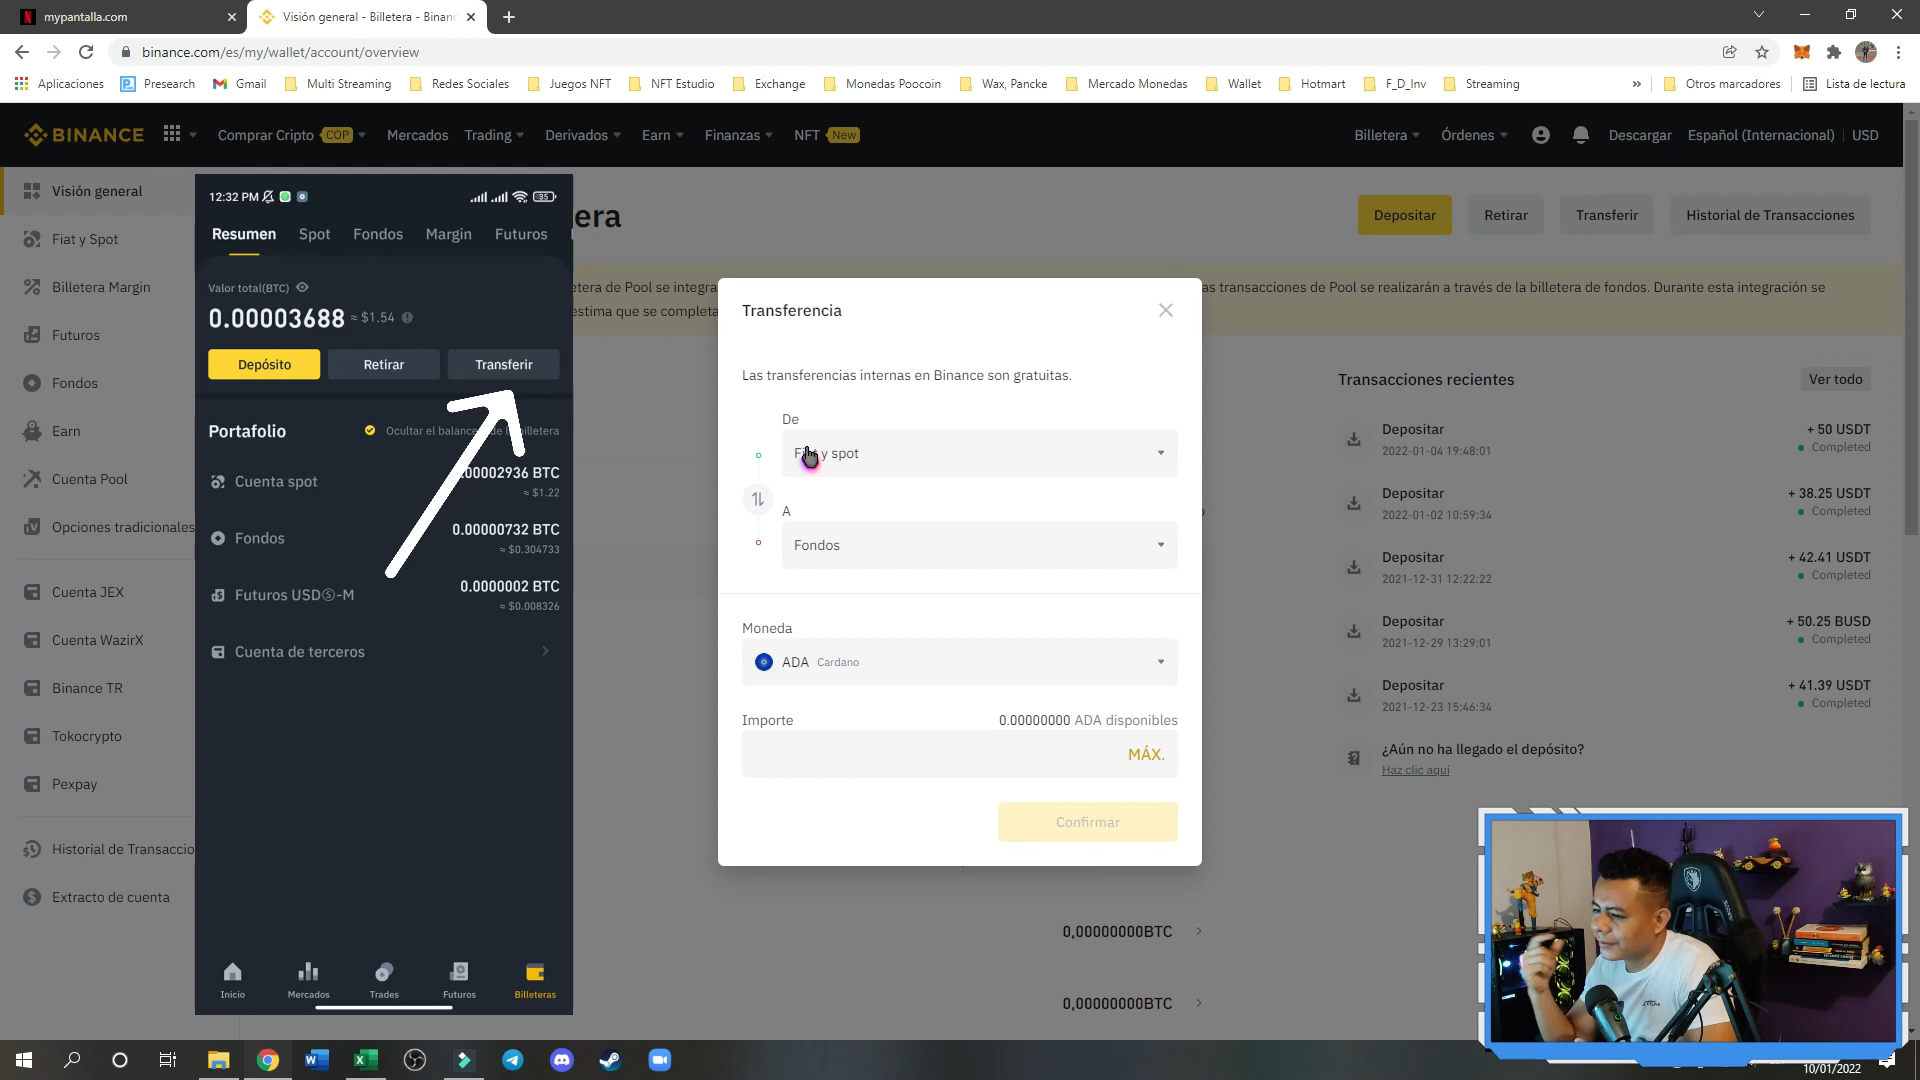 mypantalla.com
Visión general - Billetera - Binanc
binance.com/es/my/wallet/account/overview
Aplicaciones
Presearch
Gmail
Multi Streaming
Redes Sociales
Juegos NFT
NFT Estudio
Exchange
Monedas Poocoin
Wax, Pancke
Mercado Monedas
Wallet
Hotmart
F_D_Inv
Streaming
»
Otros marcadores
Lista de lectura
BINANCE
Comprar Cripto COP
Mercados
Trading
Derivados
Earn
Finanzas
NFT New
Billetera
Órdenes
Descargar
Español (Internacional)
USD
Visión general
Fiat y Spot
Billetera Margin
Futuros
Fondos
Earn
Cuenta Pool
Opciones tradicionales
Cuenta JEX
Cuenta WazirX
Binance TR
Tokocrypto
Pexpay
Historial de Transaccio
Extracto de cuenta
12:32 PM
35
Resumen
Spot
Fondos
Margin
Futuros
Valor total(BTC)
0.00003688 ≈ $1.54
Depósito
Retirar
Transferir
Portafolio
Cuenta spot
.00002936 BTC
≈ $1.22
Fondos
0.00000732 BTC
≈ $0.304733
Futuros USDⓈ-M
0.0000002 BTC
≈ $0.008326
Cuenta de terceros
Inicio
Mercados
Trades
Futuros
Billeteras
era
Depositar
Retirar
Transferir
Historial de Transacciones
etera de Pool se integra
as transacciones de Pool se realizarán a través de la billetera de fondos. Durante esta integración se
estima que se completa
Transferencia
Las transferencias internas en Binance son gratuitas.
De
y spot
A
Fondos
Moneda
ADA Cardano
Importe
0.00000000 ADA disponibles
MÁX.
Confirmar
0,00000000BTC
0,00000000BTC
Transacciones recientes
Ver todo
Depositar
+ 50 USDT
2022-01-04 19:48:01
Completed
Depositar
+ 38.25 USDT
2022-01-02 10:59:34
Completed
Depositar
+ 42.41 USDT
2021-12-31 12:22:22
Completed
Depositar
+ 50.25 BUSD
2021-12-29 13:29:01
Completed
Depositar
+ 41.39 USDT
2021-12-23 15:46:34
Completed
¿Aún no ha llegado el depósito?
Haz clic aquí
10/01/2022